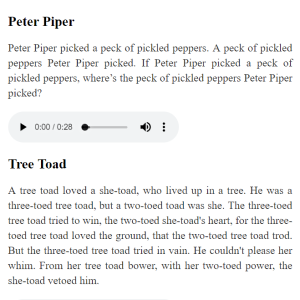 Peter Piper
Peter Piper picked a peck of pickled peppers. A peck of pickled
peppers Peter Piper picked. If Peter Piper picked a peck of
pickled peppers, where's the peck of pickled peppers Peter Piper
picked?
0:00 / 0:28
Tree Toad
A tree toad loved a she-toad, who lived up in a tree. He was a
three-toed tree toad, but a two-toed toad was she. The three-toed
tree toad tried to win, the two-toed she-toad's heart, for the three-
toed tree toad loved the ground, that the two-toed tree toad trod.
But the three-toed tree toad tried in vain. He couldn't please her
whim. From her tree toad bower, with her two-toed power, the
she-toad vetoed him.